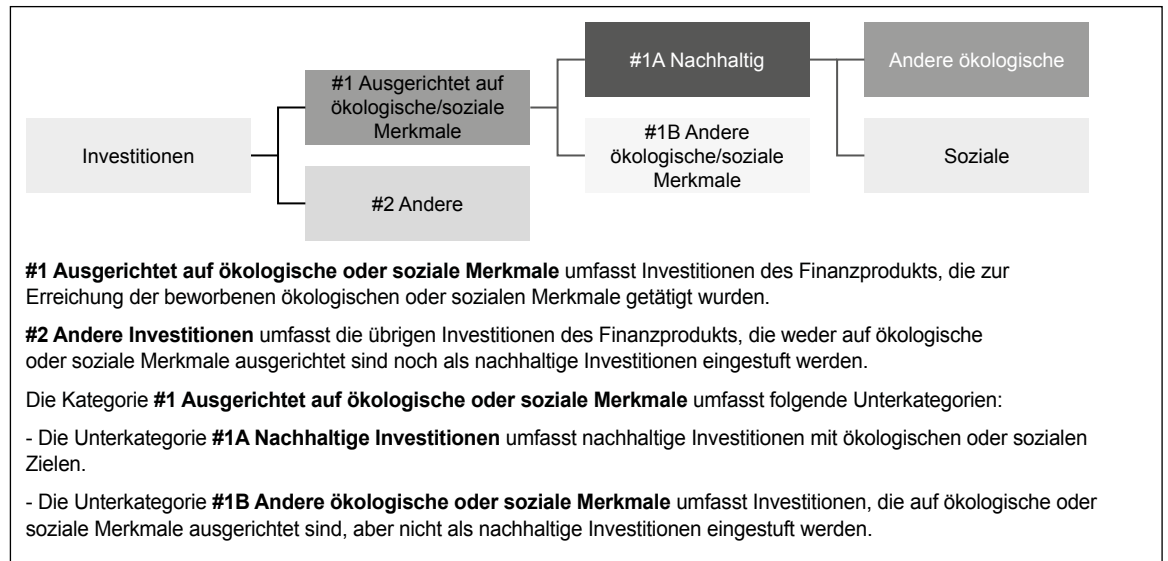 Investitionen
#1 Ausgerichtet auf
ökologische/soziale
Merkmale
#2 Andere
#1A Nachhaltig
#1B Andere
ökologische/soziale
Merkmale
Andere ökologische
Soziale
#1 Ausgerichtet auf ökologische oder soziale Merkmale umfasst Investitionen des Finanzprodukts, die zur
Erreichung der beworbenen ökologischen oder sozialen Merkmale getätigt wurden.
#2 Andere Investitionen umfasst die übrigen Investitionen des Finanzprodukts, die weder auf ökologische
oder soziale Merkmale ausgerichtet sind noch als nachhaltige Investitionen eingestuft werden.
Die Kategorie #1 Ausgerichtet auf ökologische oder soziale Merkmale umfasst folgende Unterkategorien:
- Die Unterkategorie #1A Nachhaltige Investitionen umfasst nachhaltige Investitionen mit ökologischen oder sozialen
Zielen.
- Die Unterkategorie #1B Andere ökologische oder soziale Merkmale umfasst Investitionen, die auf ökologische oder
soziale Merkmale ausgerichtet sind, aber nicht als nachhaltige Investitionen eingestuft werden.